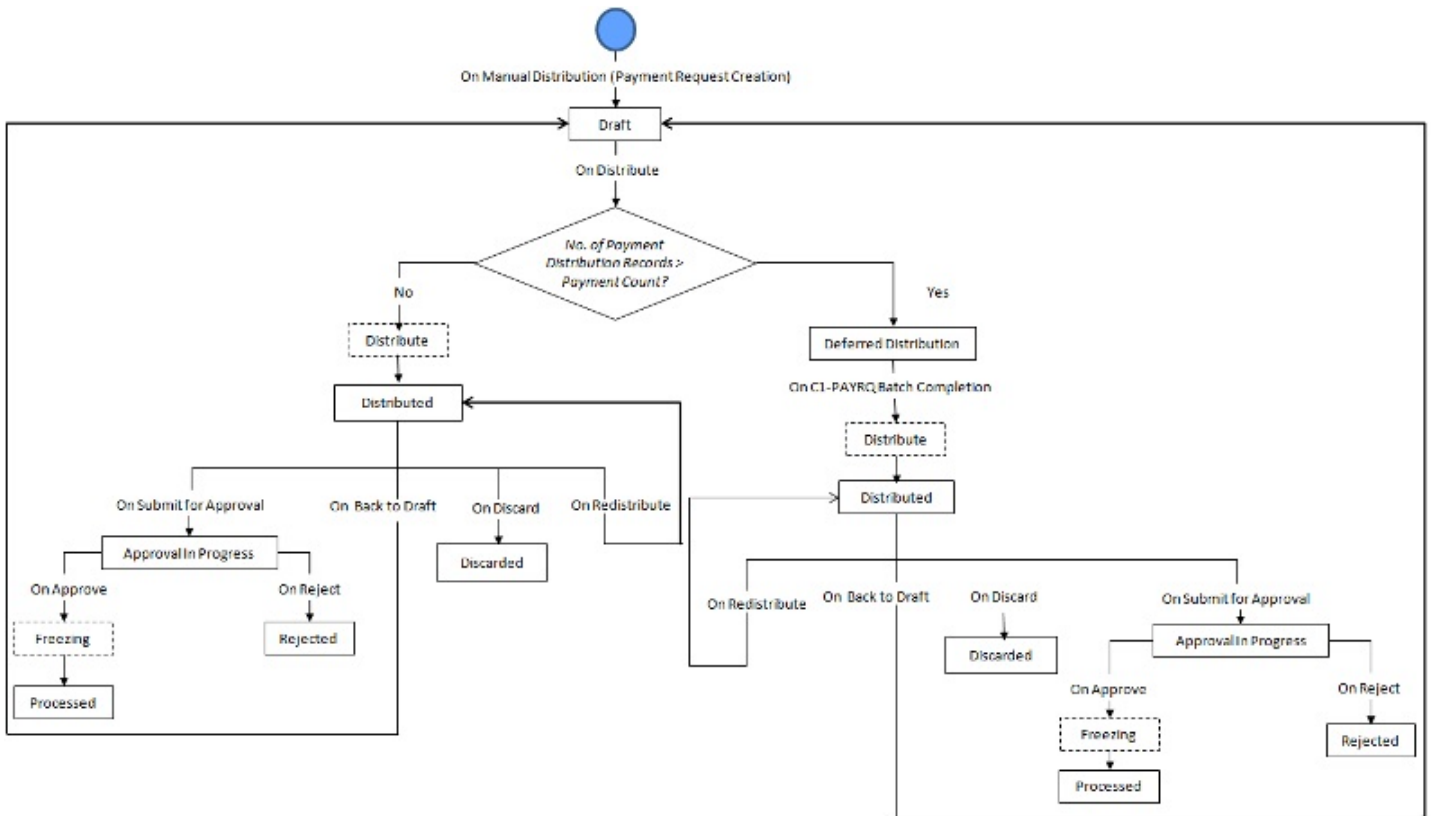 On Manual Distribution (Payment Request Creation)
Draft
On Distribute
No. of Payment
Distribution Records >
Payment Count?
No
Yes
Distribute
Deferred Distribution
On C1-PAYRQ Batch Completion
Distributed
Distribute
Distributed
On Submit for Approval
On Back to Draft
On Discard
On Redistribute
Approval In Progress
Discarded
On Approve
On Reject
Freezing
Rejected
Processed
On Redistribute
On Back to Draft
On Discard
On Submit for Approval
Discarded
Approval In Progress
On Approve
On Reject
Freezing
Rejected
Processed